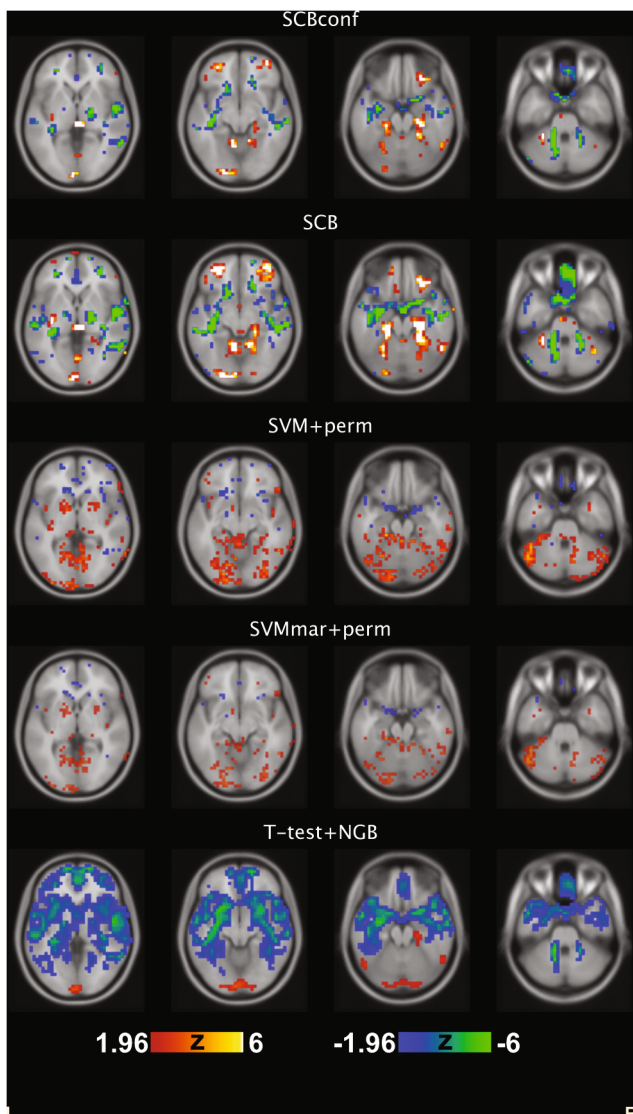 SCBconf
SCB
SVM+perm
SVMmar+perm
T-test+NGB
1.96 z 6 -1.96 z -6